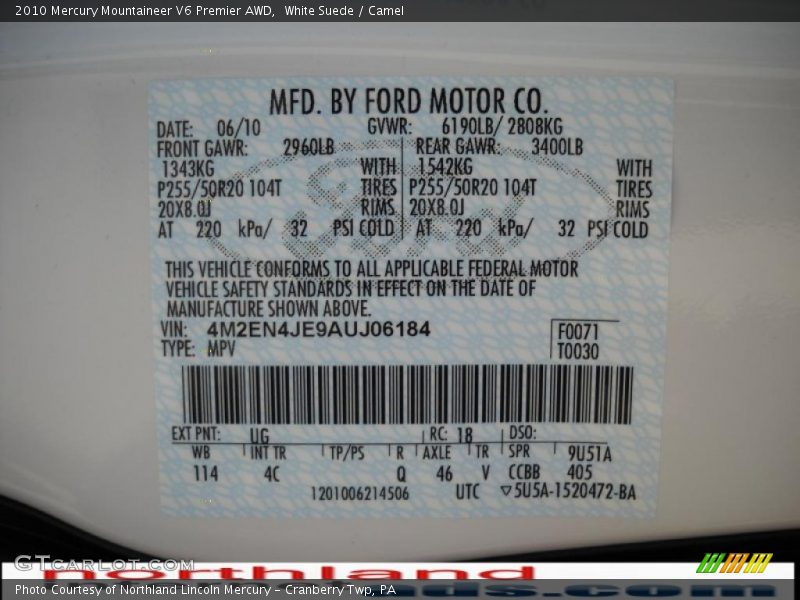 2010 Mercury Mountaineer V6 Premier AWD, White Suede / Camel
MFD. BY FORD MOTOR CO.
DATE: 06/10 GVWR: 6190LB/ 2808KG
FRONT GAWR: 2960LB REAR GAWR: 3400LB
1343KG WITH 1542KG WITH
P255/50R20 104T TIRES P255/50R20 104T TIRES
20X8.0J RIMS 20X8.0J RIMS
AT 220 kPa/ 32 PSI COLD AT 220 kPa/ 32 PSI COLD
THIS VEHICLE CONFORMS TO ALL APPLICABLE FEDERAL MOTOR
VEHICLE SAFETY STANDARDS IN EFFECT ON THE DATE OF
MANUFACTURE SHOWN ABOVE.
VIN: 4M2EN4JE9AUJ06184 F0071
TYPE: MPV T0030
EXT PNT: UG RC: 18 DSO:
WB INT TR TP/PS R AXLE TR SPR 9U51A
114 4C Q 46 V CCBB 405
1201006214506 UTC ▽5U5A-1520472-BA
GTCarLot.com
northland
Photo Courtesy of Northland Lincoln Mercury - Cranberry Twp, PA